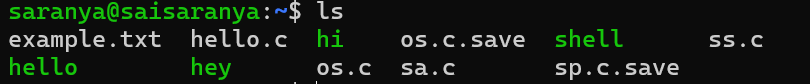 saranya@saisaranya:~$ ls
example.txt  hello.c  hi   os.c.save  shell      ss.c
hello        hey      os.c  sa.c       sp.c.save